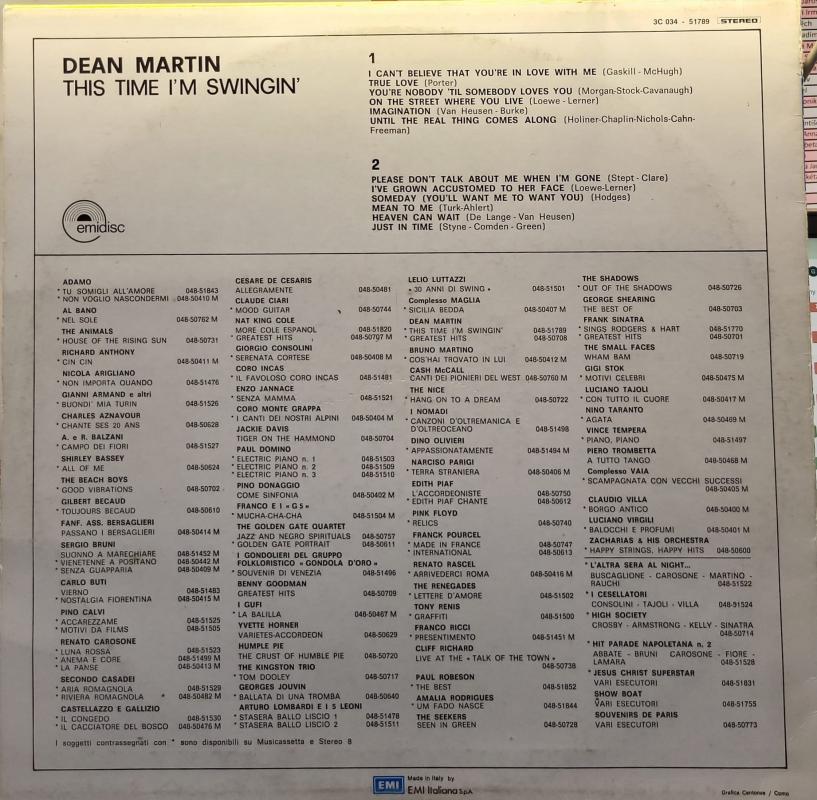 3C 034 - 51789 STEREO
DEAN MARTIN
THIS TIME I'M SWINGIN'
1
I CAN'T BELIEVE THAT YOU'RE IN LOVE WITH ME (Gaskill - McHugh)
TRUE LOVE (Porter)
YOU'RE NOBODY 'TIL SOMEBODY LOVES YOU (Morgan-Stock-Cavanaugh)
ON THE STREET WHERE YOU LIVE (Loewe - Lerner)
IMAGINATION (Van Heusen - Burke)
UNTIL THE REAL THING COMES ALONG (Holiner-Chaplin-Nichols-Cahn-
Freeman)
2
PLEASE DON'T TALK ABOUT ME WHEN I'M GONE (Stept - Clare)
I'VE GROWN ACCUSTOMED TO HER FACE (Loewe-Lerner)
SOMEDAY (YOU'LL WANT ME TO WANT YOU) (Hodges)
MEAN TO ME (Turk-Ahlert)
HEAVEN CAN WAIT (De Lange - Van Heusen)
JUST IN TIME (Styne - Comden - Green)
emidisc
ADAMO
* TU SOMIGLI ALL'AMORE 048-51843
* NON VOGLIO NASCONDERMI 048-50410 M
AL BANO
* NEL SOLE 048-50762 M
THE ANIMALS
* HOUSE OF THE RISING SUN 048-50731
RICHARD ANTHONY
* CIN CIN 048-50411 M
NICOLA ARIGLIANO
* NON IMPORTA QUANDO 048-51476
GIANNI ARMAND e altri
* BUONDI' MIA TURIN 048-51526
CHARLES AZNAVOUR
* CHANTE SES 20 ANS 048-50628
A. e R. BALZANI
* CAMPO DEI FIORI 048-51527
SHIRLEY BASSEY
* ALL OF ME 048-50624
THE BEACH BOYS
* GOOD VIBRATIONS 048-50702
GILBERT BECAUD
* TOUJOURS BECAUD 048-50610
FANF. ASS. BERSAGLIERI
PASSANO I BERSAGLIERI 048-50414 M
SERGIO BRUNI
SUONNO A MARECHIARE 048-51452 M
* VIENETENNE A POSITANO 048-50442 M
* SENZA GUAPPARIA 048-50409 M
CARLO BUTI
VIERNO 048-51483
* NOSTALGIA FIORENTINA 048-50415 M
PINO CALVI
* ACCAREZZAME 048-51525
* MOTIVI DA FILMS 048-51505
RENATO CAROSONE
* LUNA ROSSA 048-51523
* ANEMA E CORE 048-51499 M
* LA PANSE 048-50413 M
SECONDO CASADEI
* ARIA ROMAGNOLA 048-51529
* RIVIERA ROMAGNOLA 048-50482 M
CASTELLAZZO E GALLIZIO
* IL CONGEDO 048-51530
* IL CACCIATORE DEL BOSCO 048-50476 M
CESARE DE CESARIS
ALLEGRAMENTE 048-50481
CLAUDE CIARI
* MOOD GUITAR 048-50744
NAT KING COLE
MORE COLE ESPANOL 048-51820
* GREATEST HITS 048-50707 M
GIORGIO CONSOLINI
* SERENATA CORTESE 048-50408 M
CORO INCAS
* IL FAVOLOSO CORO INCAS 048-51481
ENZO JANNACE
* SENZA MAMMA 048-51521
CORO MONTE GRAPPA
* I CANTI DEI NOSTRI ALPINI 048-50404 M
JACKIE DAVIS
TIGER ON THE HAMMOND 048-50704
PAUL DOMINO
* ELECTRIC PIANO n. 1 048-51503
* ELECTRIC PIANO n. 2 048-51509
* ELECTRIC PIANO n. 3 048-51510
PINO DONAGGIO
COME SINFONIA 048-50402 M
FRANCO E I «G5»
* MUCHA-CHA-CHA 048-51504 M
THE GOLDEN GATE QUARTET
JAZZ AND NEGRO SPIRITUALS 048-50757
* GOLDEN GATE PORTRAIT 048-50611
I GONDOLIERI DEL GRUPPO
FOLKLORISTICO «GONDOLA D'ORO»
* SOUVENIR DI VENEZIA 048-51496
BENNY GOODMAN
GREATEST HITS 048-50709
I GUFI
* LA BALILLA 048-50467 M
YVETTE HORNER
VARIETES-ACCORDEON 048-50629
HUMPLE PIE
THE CRUST OF HUMBLE PIE 048-50720
THE KINGSTON TRIO
* TOM DOOLEY 048-50717
GEORGES JOUVIN
* BALLATA DI UNA TROMBA 048-50640
ARTURO LOMBARDI E I 5 LEONI
* STASERA BALLO LISCIO 1 048-51478
* STASERA BALLO LISCIO 2 048-51511
LELIO LUTTAZZI
« 30 ANNI DI SWING » 048-51501
Complesso MAGLIA
* SICILIA BEDDA 048-50407 M
DEAN MARTIN
* THIS TIME I'M SWINGIN' 048-51789
* GREATEST HITS 048-50708
BRUNO MARTINO
* COS'HAI TROVATO IN LUI 048-50412 M
CASH McCALL
CANTI DEI PIONIERI DEL WEST 048-50760 M
THE NICE
* HANG ON TO A DREAM 048-50722
I NOMADI
* CANZONI D'OLTREMANICA E
D'OLTREOCEANO 048-51498
DINO OLIVIERI
* APPASSIONATAMENTE 048-51494 M
NARCISO PARIGI
* TERRA STRANIERA 048-50406 M
EDITH PIAF
L'ACCORDEONISTE 048-50750
* EDITH PIAF CHANTE 048-50612
PINK FLOYD
* RELICS 048-50740
FRANCK POURCEL
* MADE IN FRANCE 048-50747
* INTERNATIONAL 048-50613
RENATO RASCEL
* ARRIVEDERCI ROMA 048-50416 M
THE RENEGADES
* LETTERE D'AMORE 048-51502
TONY RENIS
* GRAFFITI 048-51500
FRANCO RICCI
* PRESENTIMENTO 048-51451 M
CLIFF RICHARD
LIVE AT THE « TALK OF THE TOWN »
048-50738
PAUL ROBESON
* THE BEST 048-51852
AMALIA RODRIGUES
* UM FADO NASCE 048-51844
THE SEEKERS
SEEN IN GREEN 048-50728
THE SHADOWS
* OUT OF THE SHADOWS 048-50726
GEORGE SHEARING
THE BEST OF 048-50703
FRANK SINATRA
* SINGS RODGERS & HART 048-51770
* GREATEST HITS 048-50701
THE SMALL FACES
WHAM BAM 048-50719
GIGI STOK
* MOTIVI CELEBRI 048-50475 M
LUCIANO TAJOLI
* CON TUTTO IL CUORE 048-50417 M
NINO TARANTO
* AGATA 048-50469 M
VINCE TEMPERA
* PIANO, PIANO 048-51497
PIERO TROMBETTA
A TUTTO TANGO 048-50468 M
Complesso VAIA
* SCAMPAGNATA CON VECCHI SUCCESSI
048-50405 M
CLAUDIO VILLA
* BORGO ANTICO 048-50400 M
LUCIANO VIRGILI
* BALOCCHI E PROFUMI 048-50401 M
ZACHARIAS & HIS ORCHESTRA
* HAPPY STRINGS, HAPPY HITS 048-50600
* L'ALTRA SERA AL NIGHT...
BUSCAGLIONE - CAROSONE - MARTINO -
RAUCHI 048-51522
* I CESELLATORI
CONSOLINI - TAJOLI - VILLA 048-51524
* HIGH SOCIETY
CROSBY - ARMSTRONG - KELLY - SINATRA
048-50714
* HIT PARADE NAPOLETANA n. 2
ABBATE - BRUNI CAROSONE - FIORE -
LAMARA 048-51528
* JESUS CHRIST SUPERSTAR
VARI ESECUTORI 048-51831
SHOW BOAT
VARI ESECUTORI 048-51755
SOUVENIRS DE PARIS
VARI ESECUTORI 048-50773
I soggetti contrassegnati con * sono disponibili su Musicassetta e Stereo 8
EMI
Made in Italy by
EMI Italiana S.p.A.
Grafica Cantones / Como